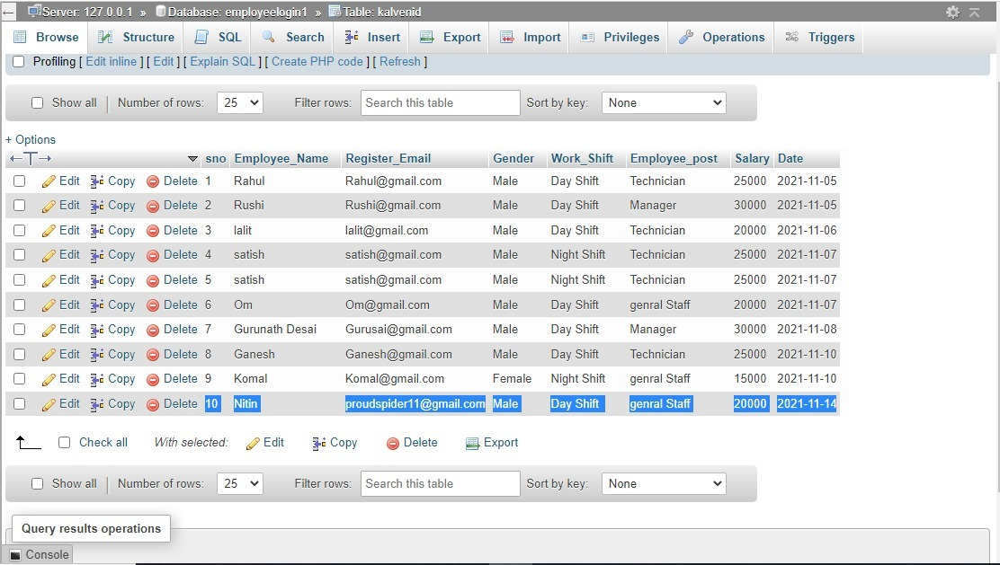 Server: 127.0.0.1 » Database: employeelogin1 » Table: kalvenid
Browse Structure SQL Search Insert Export Import Privileges Operations Triggers
Profiling [ Edit inline ] [ Edit ] [ Explain SQL ] [ Create PHP code ] [ Refresh ]
Show all Number of rows: 25 Filter rows: Search this table Sort by key: None
+ Options
←T→ sno Employee_Name Register_Email Gender Work_Shift Employee_post Salary Date
Edit Copy Delete 1 Rahul Rahul@gmail.com Male Day Shift Technician 25000 2021-11-05
Edit Copy Delete 2 Rushi Rushi@gmail.com Male Day Shift Manager 30000 2021-11-05
Edit Copy Delete 3 lalit lalit@gmail.com Male Day Shift Technician 20000 2021-11-06
Edit Copy Delete 4 satish satish@gmail.com Male Night Shift Technician 25000 2021-11-07
Edit Copy Delete 5 satish satish@gmail.com Male Night Shift Technician 25000 2021-11-07
Edit Copy Delete 6 Om Om@gmail.com Male Day Shift genral Staff 20000 2021-11-07
Edit Copy Delete 7 Gurunath Desai Gurusai@gmail.com Male Day Shift Manager 30000 2021-11-08
Edit Copy Delete 8 Ganesh Ganesh@gmail.com Male Day Shift Technician 25000 2021-11-10
Edit Copy Delete 9 Komal Komal@gmail.com Female Night Shift genral Staff 15000 2021-11-10
Edit Copy Delete 10 Nitin proudspider11@gmail.com Male Day Shift genral Staff 20000 2021-11-14
Check all With selected: Edit Copy Delete Export
Show all Number of rows: 25 Filter rows: Search this table Sort by key: None
Query results operations
Console